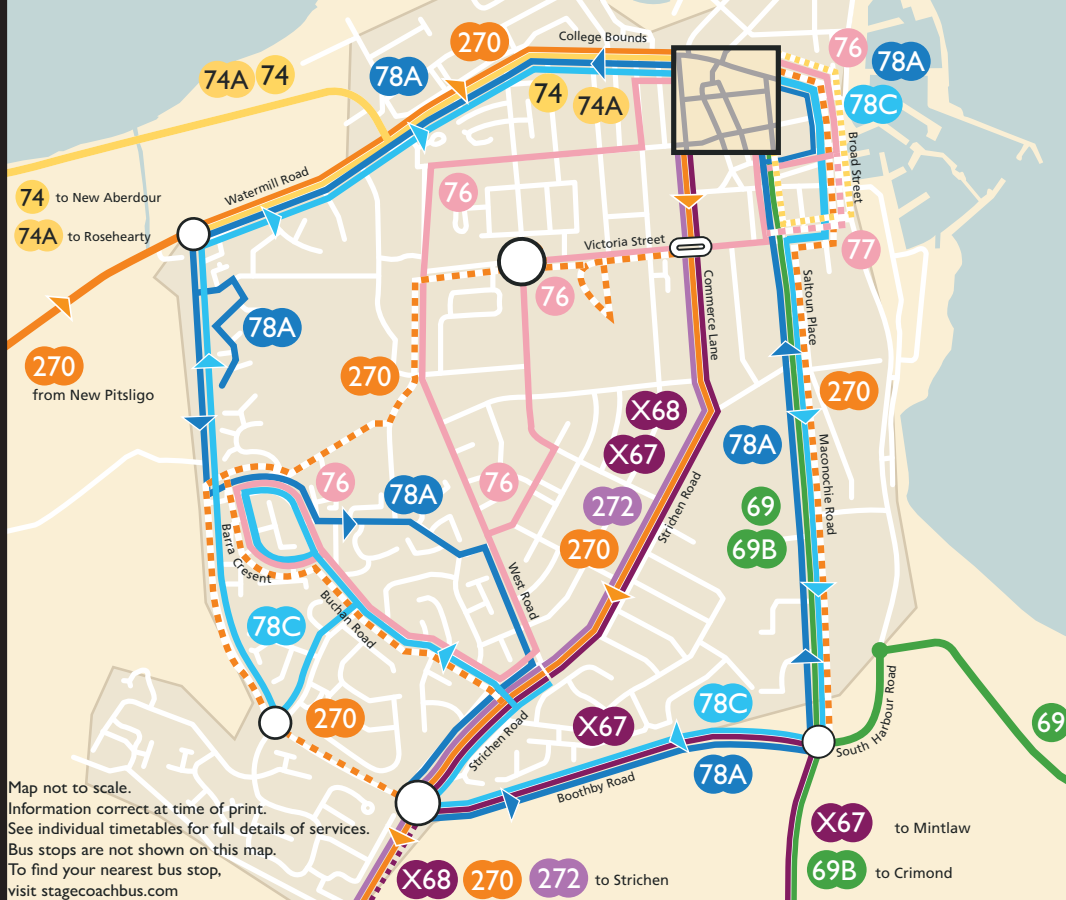 College Bounds
270
76
78A
74A
74
78A
74
74A
78C
Broad Street
Watermill Road
76
74 to New Aberdour
74A to Rosehearty
Victoria Street
77
76
Commerce Lane
Saltoun Place
78A
270
from New Pitsligo
270
270
X68
78A
X67
Maconochie Road
76
78A
76
272
69
Strichen Road
270
69B
Barra Cresent
West Road
Buchan Road
78C
South Harbour Road
78C
270
X67
69
Strichen Road
78A
Boothby Road
Map not to scale.
Information correct at time of print.
See individual timetables for full details of services.
Bus stops are not shown on this map.
To find your nearest bus stop,
visit stagecoachbus.com
X67 to Mintlaw
69B to Crimond
X68 270 272 to Strichen